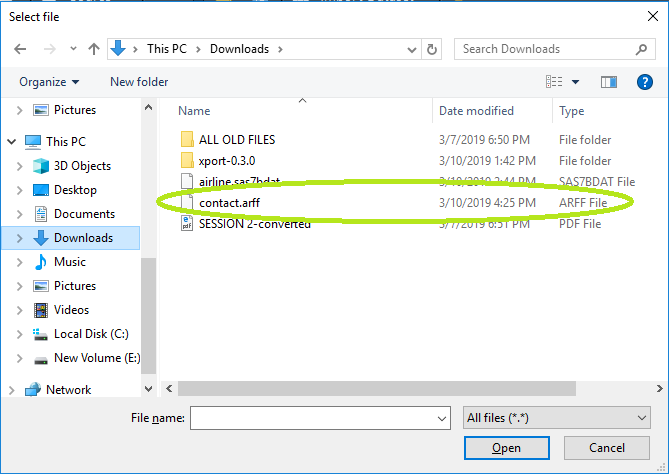 Select file
This PC
Downloads
Search Downloads
Organize
New folder
Name Date modified Type
Pictures
This PC
3D Objects
Desktop
Documents
Downloads
Music
Pictures
Videos
Local Disk (C:)
New Volume (E:)
Network
ALL OLD FILES 3/7/2019 6:50 PM File folder
xport-0.3.0 3/10/2019 1:42 PM File folder
airline.sas7bdat 3/10/2019 2:44 PM SAS7BDAT File
contact.arff 3/10/2019 4:25 PM ARFF File
SESSION 2-converted 3/7/2019 6:51 PM PDF File
File name:
All files (*.*)
Open
Cancel